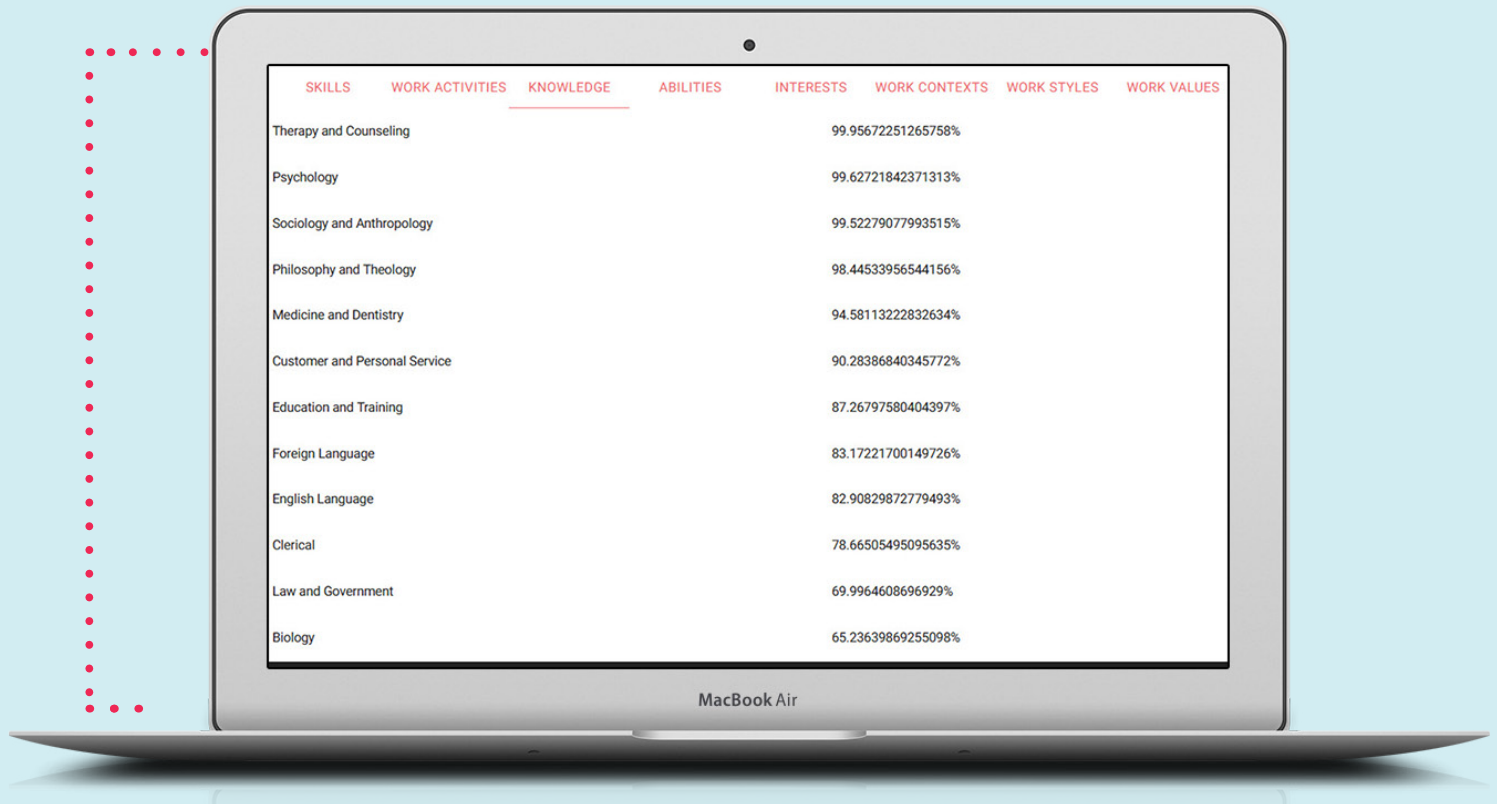 SKILLS WORK ACTIVITIES KNOWLEDGE ABILITIES INTERESTS WORK CONTEXTS WORK STYLES WORK VALUES
Therapy and Counseling 99.95672251265758%
Psychology 99.62721842371313%
Sociology and Anthropology 99.52279077993515%
Philosophy and Theology 98.44533956544156%
Medicine and Dentistry 94.58113222832634%
Customer and Personal Service 90.28386840345772%
Education and Training 87.26797580404397%
Foreign Language 83.17221700149726%
English Language 82.90829872779493%
Clerical 78.66505495095635%
Law and Government 69.9964608696929%
Biology 65.23639869255098%
MacBook Air